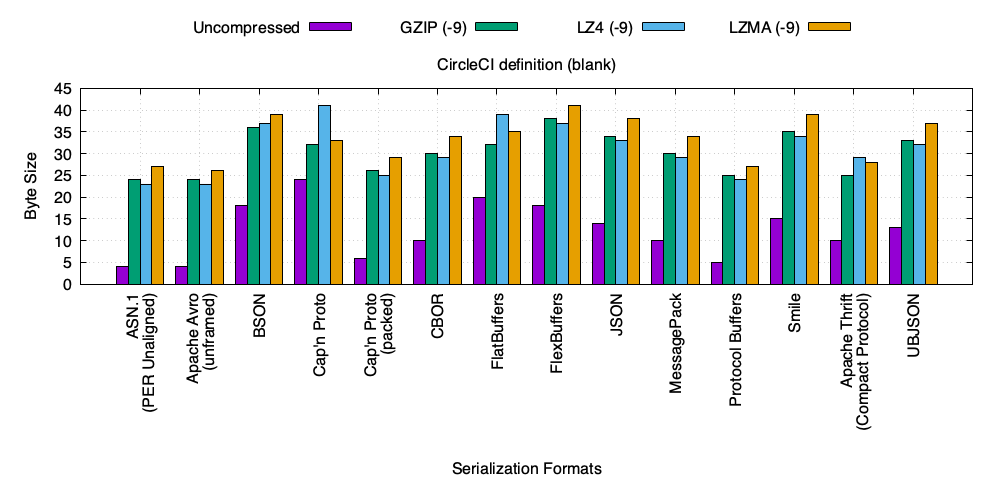 Uncompressed GZIP (-9) LZ4 (-9) LZMA (-9)
CircleCI definition (blank)
45
40
35
30
25
20
15
10
5
0
Byte Size
ASN.1
(PER Unaligned)
Apache Avro
(unframed)
BSON
Cap'n Proto
Cap'n Proto
(packed)
CBOR
FlatBuffers
FlexBuffers
JSON
MessagePack
Protocol Buffers
Smile
Apache Thrift
(Compact Protocol)
UBJSON
Serialization Formats